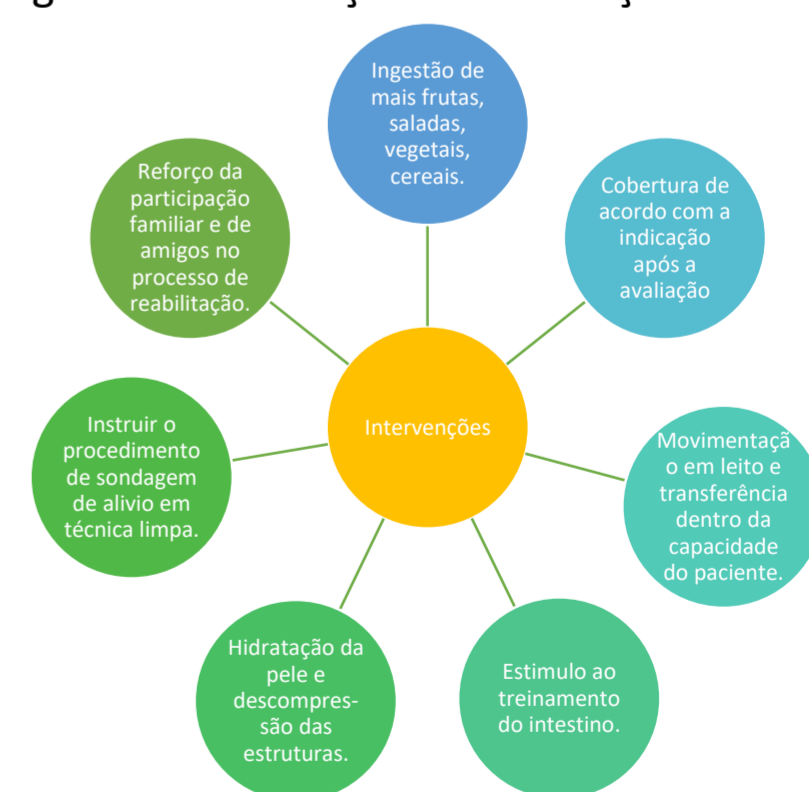 Ingestão de
mais frutas,
saladas,
vegetais,
cereais.
Cobertura de
acordo com a
indicação
após a
avaliação
Movimentaçã
o em leito e
transferência
dentro da
capacidade
do paciente.
Estimulo ao
treinamento
do intestino.
Hidratação da
pele e
descompres-
são das
estruturas.
Instruir o
procedimento
de sondagem
de alivio em
técnica limpa.
Reforço da
participação
familiar e de
amigos no
processo de
reabilitação.
Intervenções